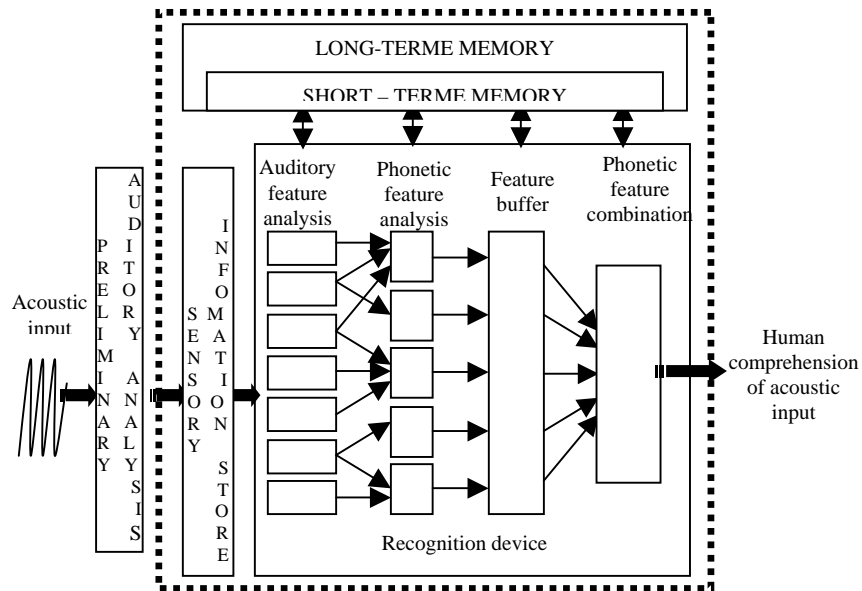 LONG-TERME MEMORY
SHORT – TERME MEMORY
Acoustic
input
PRELIMINARY
AUDITORY ANALYSIS
SENSORY
INFOMATION STORE
Auditory
feature
analysis
Phonetic
feature
analysis
Feature
buffer
Phonetic
feature
combination
Recognition device
Human
comprehension
of acoustic
input